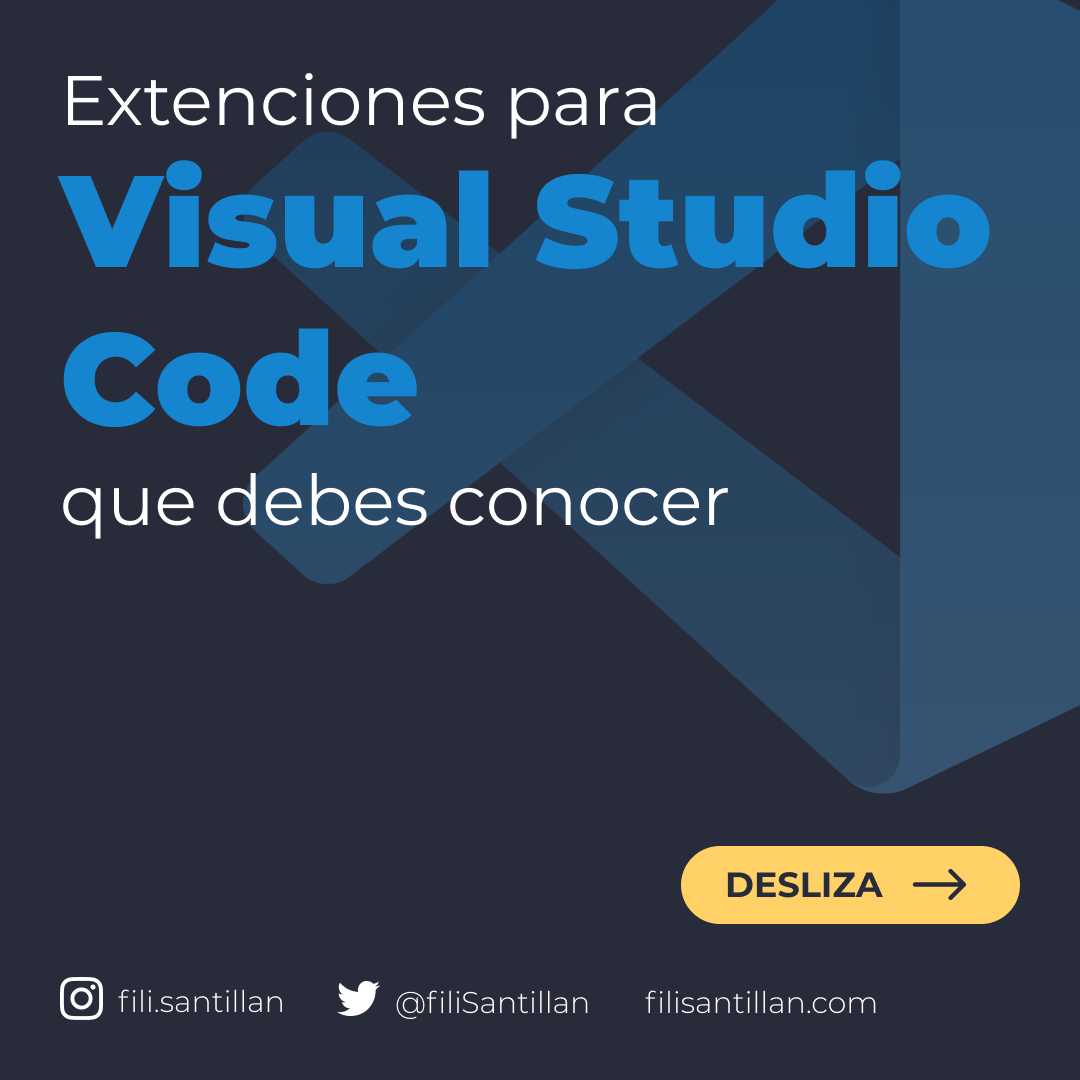 Extenciones para
Visual Studio
Code
que debes conocer
DESLIZA
fili.santillan
@filiSantillan
filisantillan.com